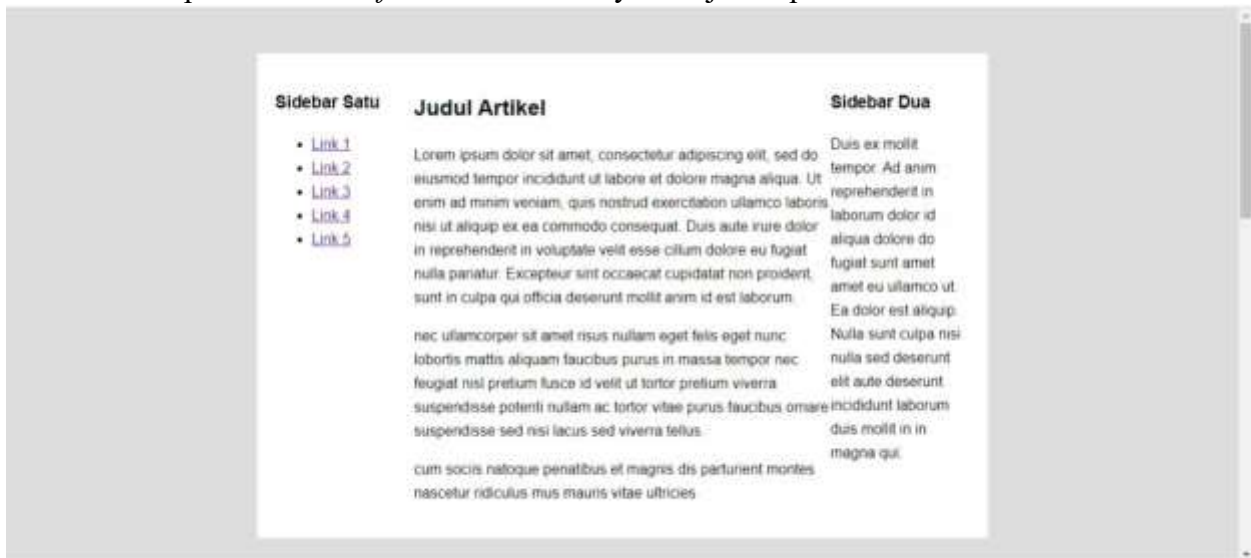 Sidebar Satu
Link 1
Link 2
Link 3
Link 4
Link 5
Judul Artikel
Lorem ipsum dolor sit amet, consectetur adipiscing elit, sed do
eiusmod tempor incididunt ut labore et dolore magna aliqua. Ut
enim ad minim veniam, quis nostrud exercitation ullamco laboris
nisi ut aliquip ex ea commodo consequat. Duis aute irure dolor
in reprehenderit in voluptate velit esse cillum dolore eu fugiat
nulla pariatur. Excepteur sint occaecat cupidatat non proident,
sunt in culpa qui officia deserunt mollit anim id est laborum.
nec ullamcorper sit amet risus nullam eget felis eget nunc
lobortis mattis aliquam faucibus purus in massa tempor nec
feugiat nisl pretium fusce id velit ut tortor pretium viverra
suspendisse potenti nullam ac tortor vitae purus faucibus ornare
suspendisse sed nisi lacus sed viverra tellus
cum sociis natoque penatibus et magnis dis parturient montes
nascetur ridiculus mus mauris vitae ultricies
Sidebar Dua
Duis ex mollit
tempor. Ad anim
reprehenderit in
laborum dolor id
aliqua dolore do
fugiat sunt amet
amet eu ullamco ut.
Ea dolor est aliquip.
Nulla sunt culpa nisi
nulla sed deserunt
elit aute deserunt
incididunt laborum
duis mollit in in
magna qui.